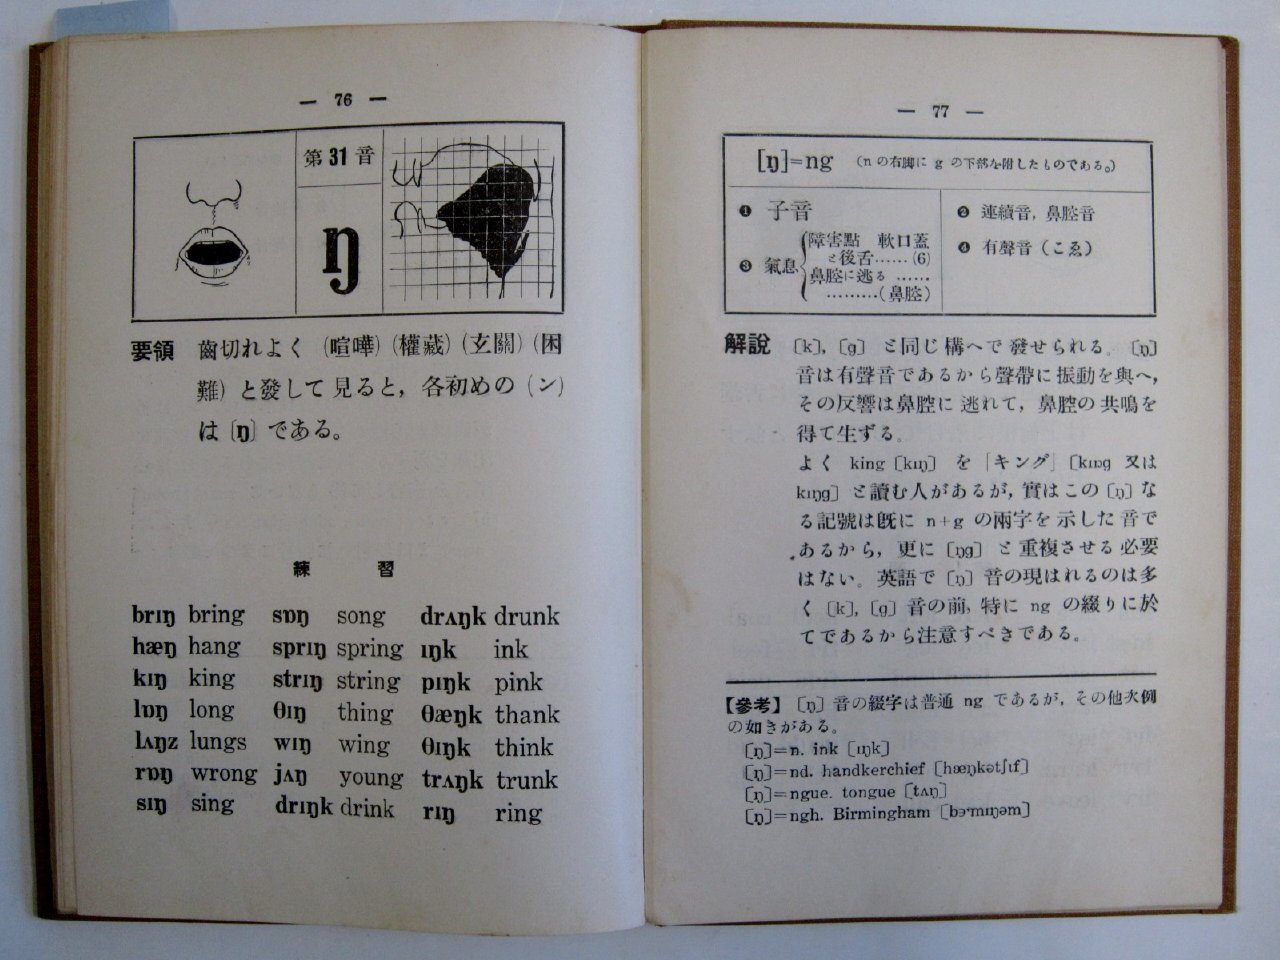 — 76 —
第 31 音
ŋ
要領 齒切れよく (喧嘩) (權藏) (玄關) (困
難) と發して見ると, 各初めの (ン)
は〔ŋ〕である。
練 習
brɪŋ bring sɒŋ song drʌŋk drunk
hæŋ hang sprɪŋ spring ɪŋk ink
kɪŋ king strɪŋ string pɪŋk pink
lɒŋ long θɪŋ thing θæŋk thank
lʌŋz lungs wɪŋ wing θɪŋk think
rɒŋ wrong jʌŋ young trʌŋk trunk
sɪŋ sing drɪŋk drink rɪŋ ring
— 77 —
[ŋ]=ng (n の右脚に g の下部を附したものである。)
❶ 子音
❷ 連續音, 鼻腔音
❸ 氣息
障害點 軟口蓋
と後舌……(6)
鼻腔に逃る ……
………(鼻腔)
❹ 有聲音 (こゑ)
解說 〔k〕, 〔g〕 と同じ構へで發せられる。〔ŋ〕
音は有聲音であるから聲帶に振動を與へ,
その反響は鼻腔に逃れて, 鼻腔の共鳴を
得て生ずる。
よく king〔kɪŋ〕を「キング」〔kɪɒg 又は
kɪŋg〕と讀む人があるが, 實はこの〔ŋ〕な
る記號は旣に n+g の兩字を示した音で
あるから, 更に〔ŋg〕と重複させる必要
はない。英語で〔ŋ〕音の現はれるのは多
く〔k〕, 〔g〕音の前, 特に ng の綴りに於
てであるから注意すべきである。
【參考】〔ŋ〕音の綴字は普通 ng であるが, その他次例
の如きがある。
〔ŋ〕=n. ink〔ɪŋk〕
〔ŋ〕=nd. handkerchief〔hæŋkətʃɪf〕
〔ŋ〕=ngue. tongue〔tʌŋ〕
〔ŋ〕=ngh. Birmingham〔bɚmɪŋəm〕